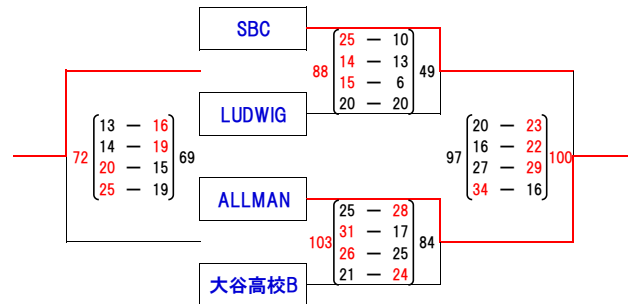 SBC
25 — 10
88 14 — 13 49
15 — 6
20 — 20
LUDWIG
13 — 16
14 — 19
72 20 — 15 69
25 — 19
20 — 23
16 — 22
97 27 — 29 100
34 — 16
ALLMAN
25 — 28
31 — 17
103 26 — 25 84
21 — 24
大谷高校B